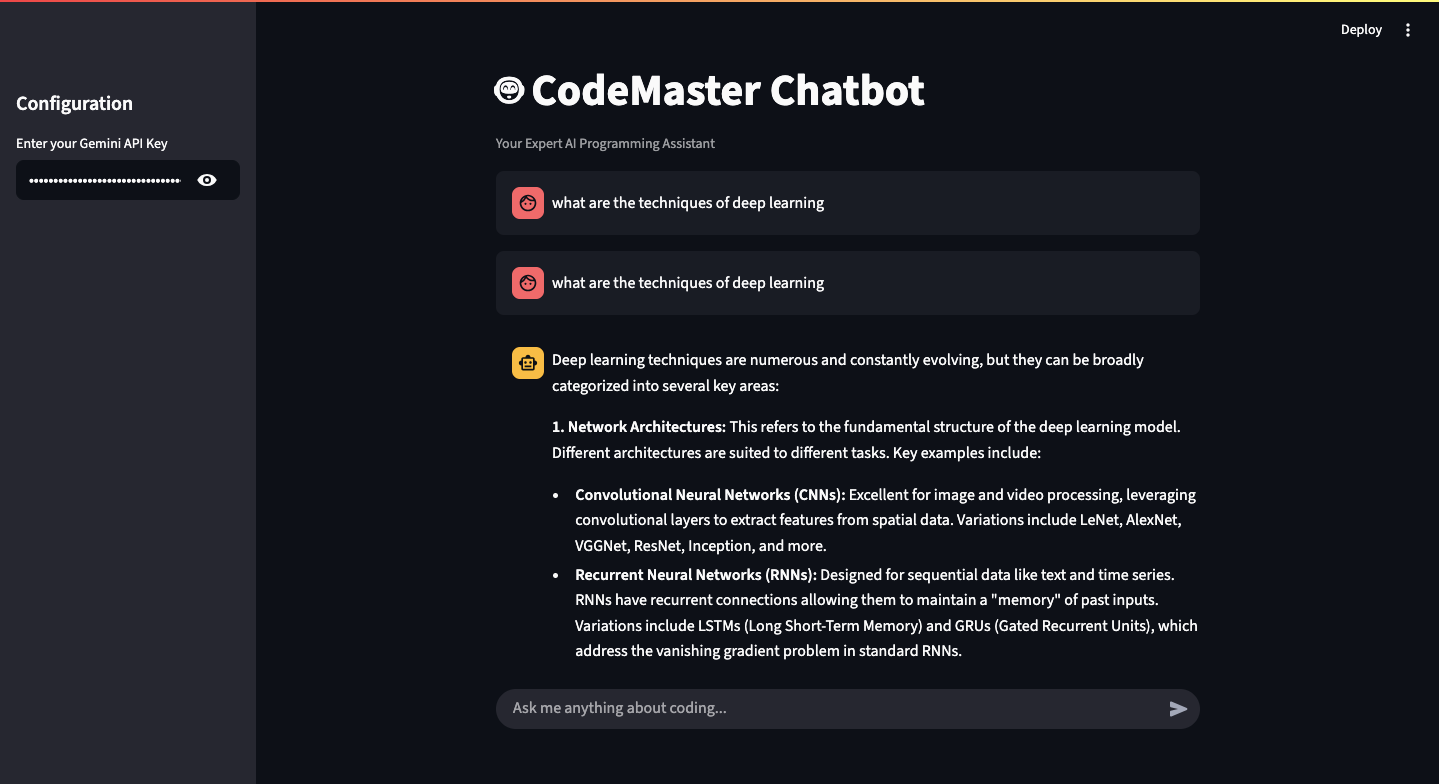 Deploy
Configuration
Enter your Gemini API Key
CodeMaster Chatbot
Your Expert AI Programming Assistant
what are the techniques of deep learning
what are the techniques of deep learning
Deep learning techniques are numerous and constantly evolving, but they can be broadly
categorized into several key areas:
1. Network Architectures: This refers to the fundamental structure of the deep learning model.
Different architectures are suited to different tasks. Key examples include:
• Convolutional Neural Networks (CNNs): Excellent for image and video processing, leveraging
convolutional layers to extract features from spatial data. Variations include LeNet, AlexNet,
VGGNet, ResNet, Inception, and more.
• Recurrent Neural Networks (RNNs): Designed for sequential data like text and time series.
RNNs have recurrent connections allowing them to maintain a "memory" of past inputs.
Variations include LSTMs (Long Short-Term Memory) and GRUs (Gated Recurrent Units), which
address the vanishing gradient problem in standard RNNs.
Ask me anything about coding...